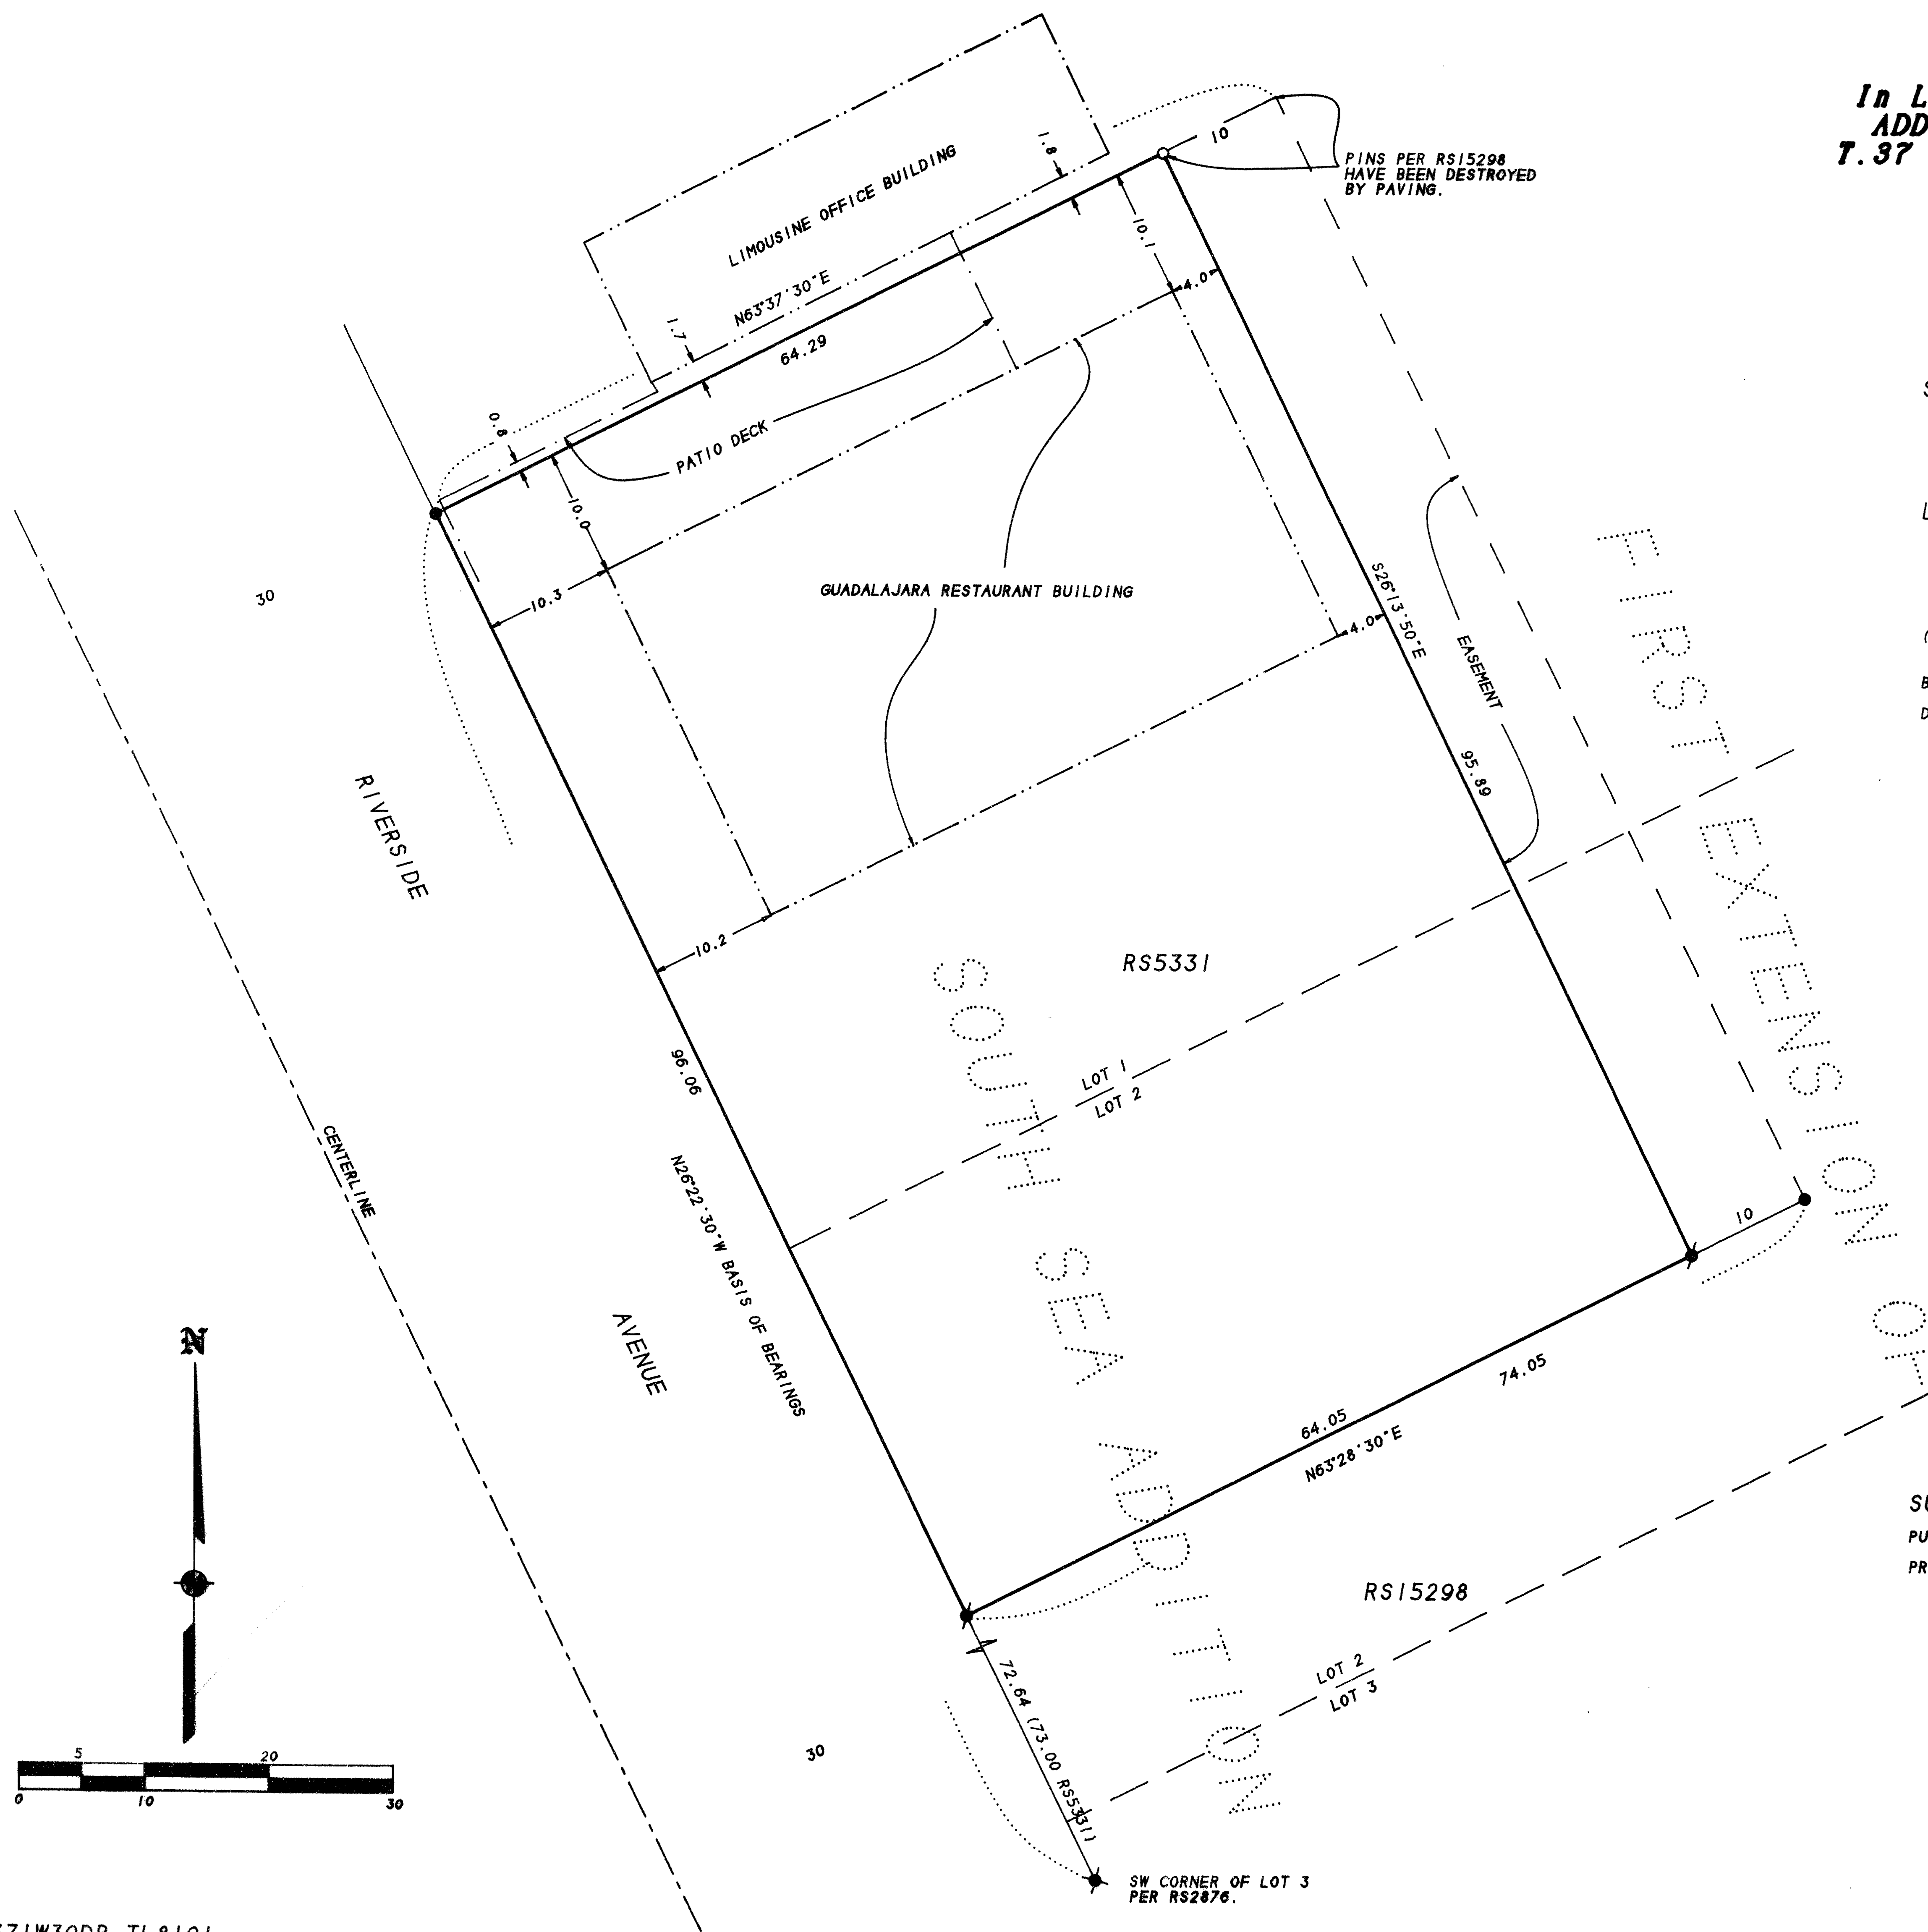 In L
ADD
T.37
PINS PER RS15298
HAVE BEEN DESTROYED
BY PAVING.
10
1.8
LIMOUSINE OFFICE BUILDING
10.1
4.0
N63°37'30"E
1.7
64.29
0.8
PATIO DECK
10.0
10.3
30
GUADALAJARA RESTAURANT BUILDING
4.0
S26°13'50"E
EASEMENT
95.89
FIRST EXTENSION OF
RIVERSIDE
10.2
RS5331
SOUTH SEA ADDITION
96.06
LOT 1
LOT 2
CENTERLINE
N26°22'30"W BASIS OF BEARINGS
10
AVENUE
N
74.05
64.05
N63°28'30"E
SU
PU
PR
RS15298
LOT 2
LOT 3
72.64 (73.00 RS5331)
30
5
20
0
10
30
SW CORNER OF LOT 3
PER RS2876.